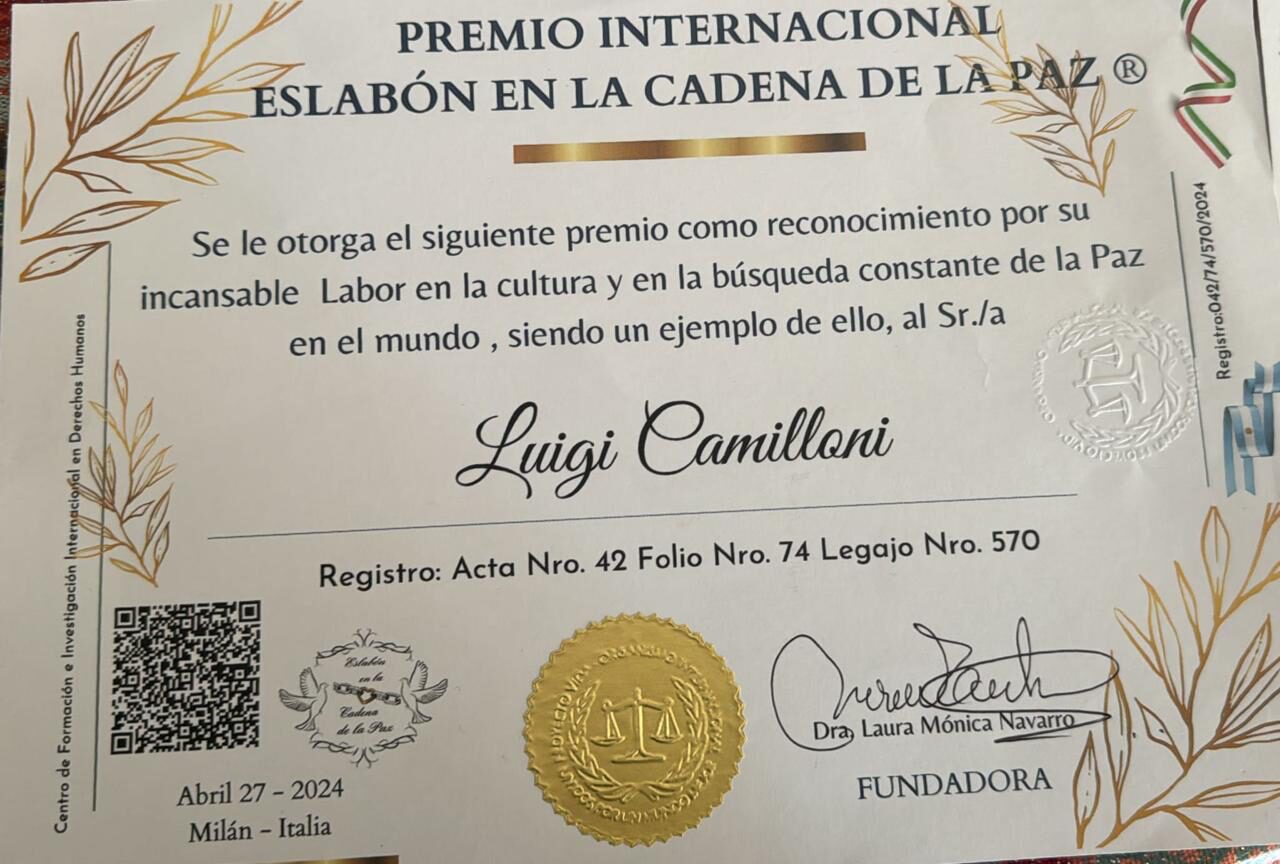 PREMIO INTERNACIONAL
ESLABÓN EN LA CADENA DE LA PAZ ®
Se le otorga el siguiente premio como reconocimiento por su
incansable Labor en la cultura y en la búsqueda constante de la Paz
en el mundo , siendo un ejemplo de ello, al Sr./a
Luigi Camilloni
Registro: Acta Nro. 42 Folio Nro. 74 Legajo Nro. 570
Eslabón
en la
Cadena
de la Paz
Abril 27 - 2024
Milán - Italia
Dra, Laura Mónica Navarro
FUNDADORA
Centro de Formación e Investigación Internacional en Derechos Humanos
Registro:042/74/570/2024